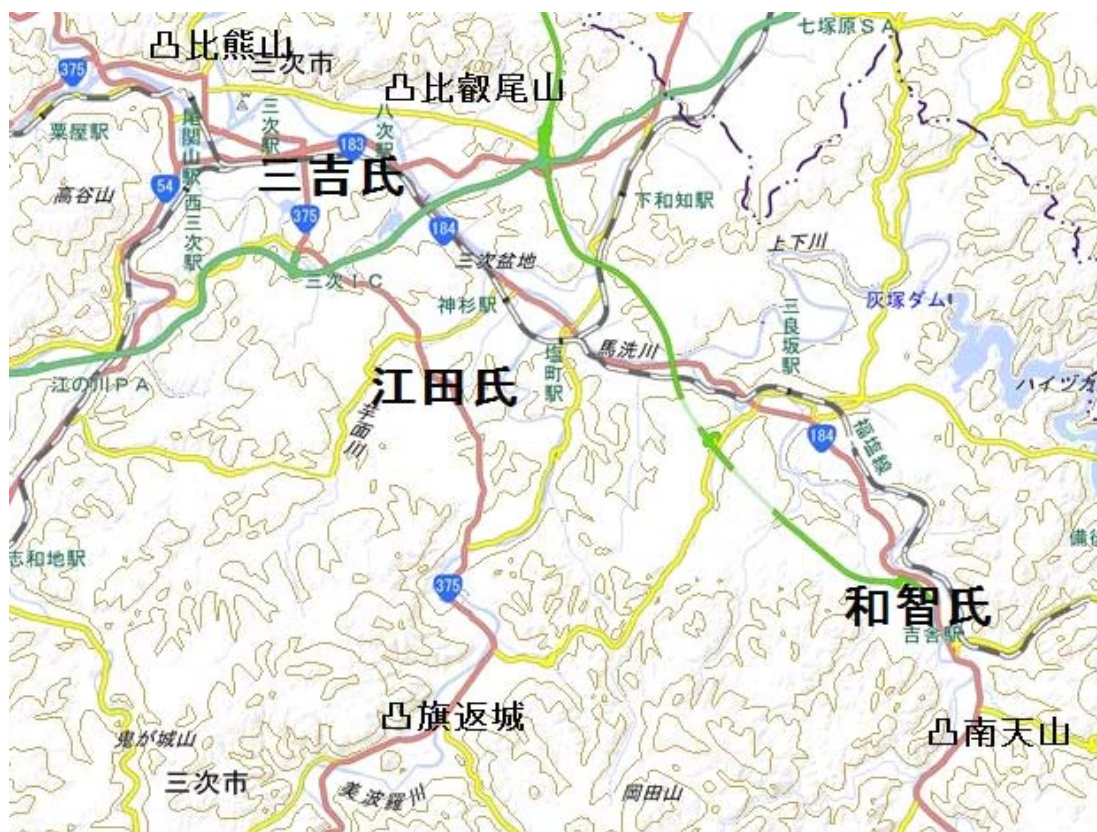 七塚原SA
凸比熊山
三次市
375
凸比叡尾山
粟屋駅
尾関山駅
三次駅
八次駅
183
三吉氏
高谷山
54
西三次駅
375
184
下和知駅
上下川
三次IC
三次盆地
神杉駅
灰塚ダム
三良坂駅
江の川PA
江田氏
塩町駅
馬洗川
ハイヅカ
184
福塩線
志和地駅
備後
375
和智氏
吉舎駅
凸旗返城
凸南天山
鬼が城山
三次市
美波羅川
岡田山